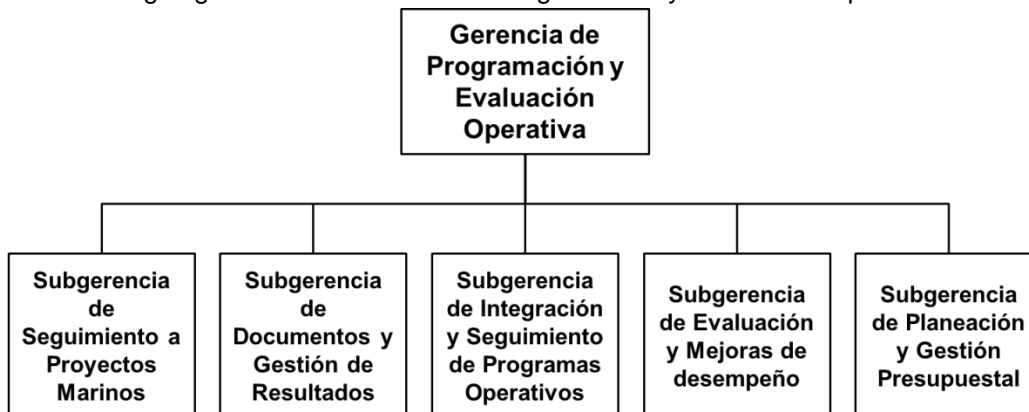 Gerencia de
Programación y
Evaluación
Operativa
Subgerencia
de
Seguimiento a
Proyectos
Marinos
Subgerencia
de
Documentos y
Gestión de
Resultados
Subgerencia
de Integración
y Seguimiento
de Programas
Operativos
Subgerencia
de Evaluación
y Mejoras de
desempeño
Subgerencia
de Planeación
y Gestión
Presupuestal